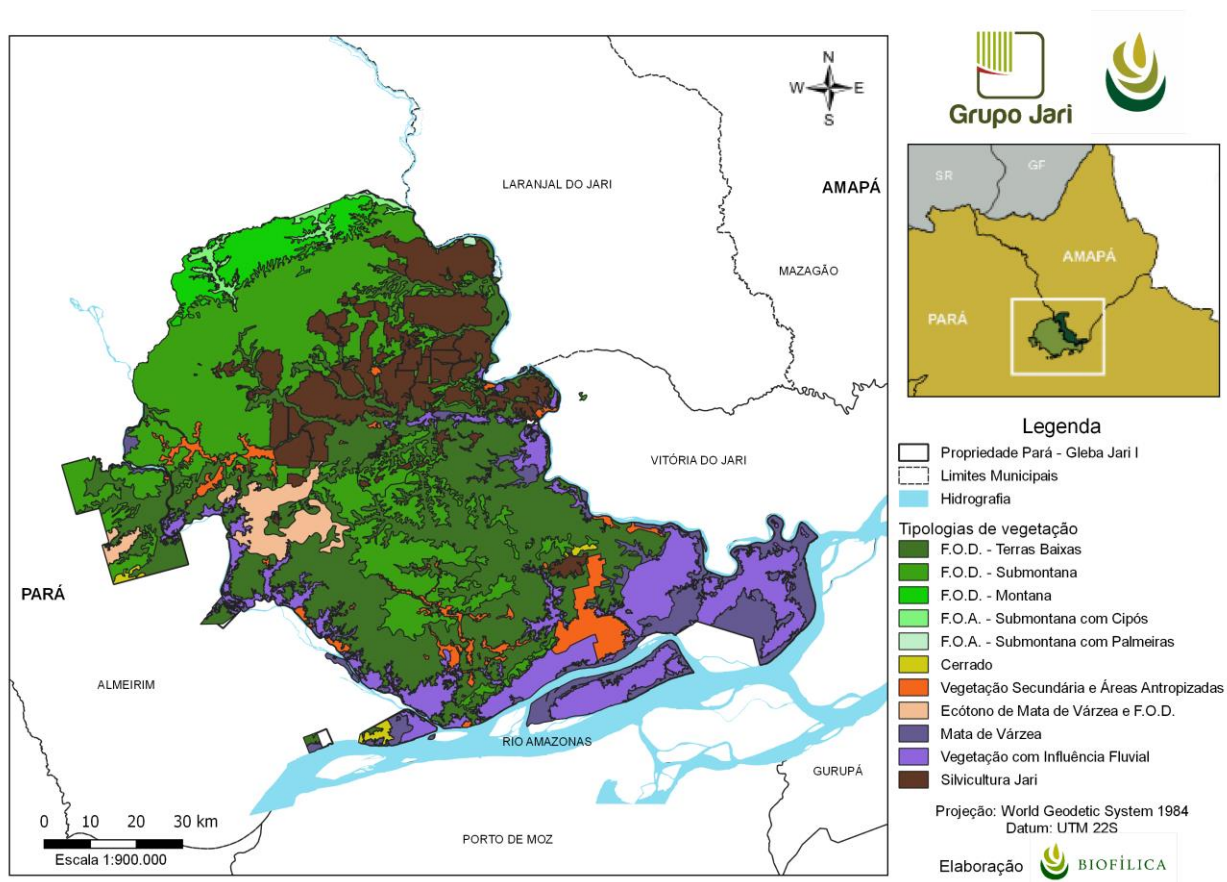 N
W E
S
LARANJAL DO JARI
AMAPÁ
MAZAGÃO
VITÓRIA DO JARI
PARÁ
ALMEIRIM
RIO AMAZONAS
GURUPÁ
PORTO DE MOZ
0 10 20 30 km
Escala 1:900.000
Grupo Jari
SR
GF
AMAPÁ
PARÁ
Legenda
Propriedade Pará - Gleba Jari I
Limites Municipais
Hidrografia
Tipologias de vegetação
F.O.D. - Terras Baixas
F.O.D. - Submontana
F.O.D. - Montana
F.O.A. - Submontana com Cipós
F.O.A. - Submontana com Palmeiras
Cerrado
Vegetação Secundária e Áreas Antropizadas
Ecótono de Mata de Várzea e F.O.D.
Mata de Várzea
Vegetação com Influência Fluvial
Silvicultura Jari
Projeção: World Geodetic System 1984
Datum: UTM 22S
Elaboração
BIOFÍLICA